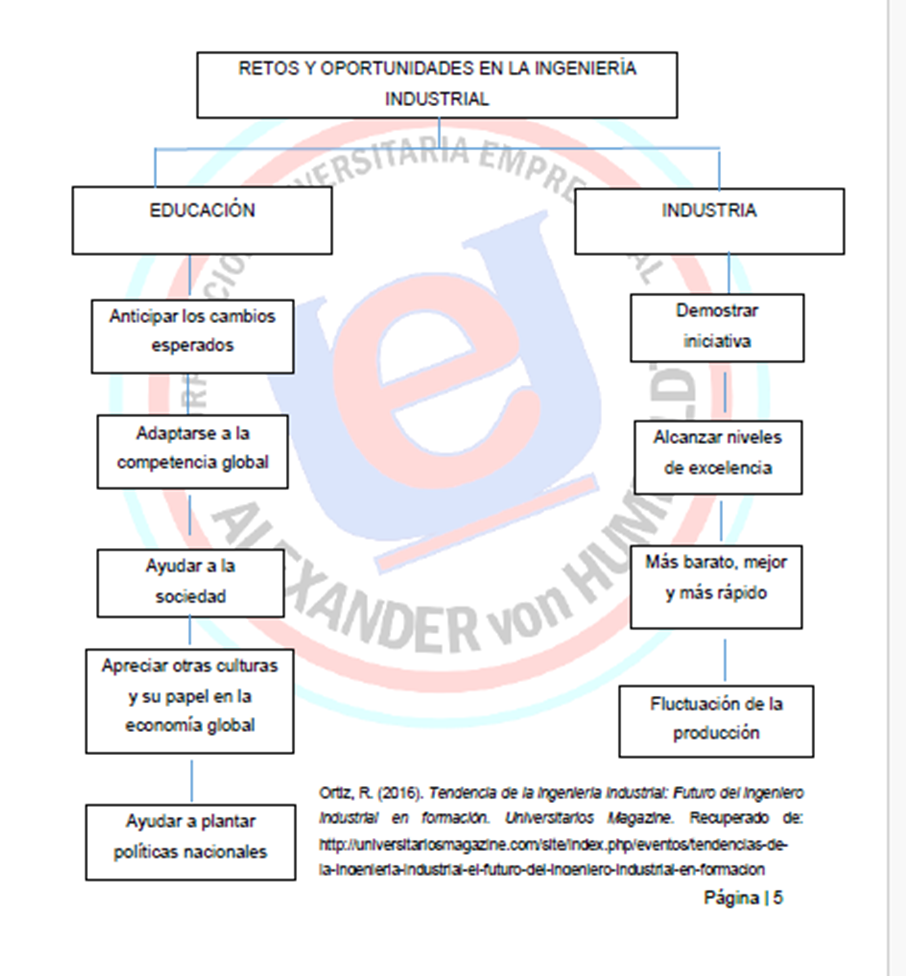 RETOS Y OPORTUNIDADES EN LA INGENIERÍA
INDUSTRIAL
EDUCACIÓN
Anticipar los cambios
esperados
Adaptarse a la
competencia global
Ayudar a la
sociedad
Apreciar otras culturas
y su papel en la
economía global
Ayudar a plantar
políticas nacionales
INDUSTRIA
Demostrar
iniciativa
Alcanzar niveles
de excelencia
Más barato, mejor
y más rápido
Fluctuación de la
producción
Ortiz, R. (2016). Tendencia de la Ingeniería Industrial: Futuro del Ingeniero
Industrial en formación. Universitarios Magazine. Recuperado de:
http://universitariosmagazine.com/site/index.php/eventos/tendencias-de-
la-ingenieria-industrial-el-futuro-del-ingeniero-industrial-en-formacion
Página | 5
ue
ALEXANDER von